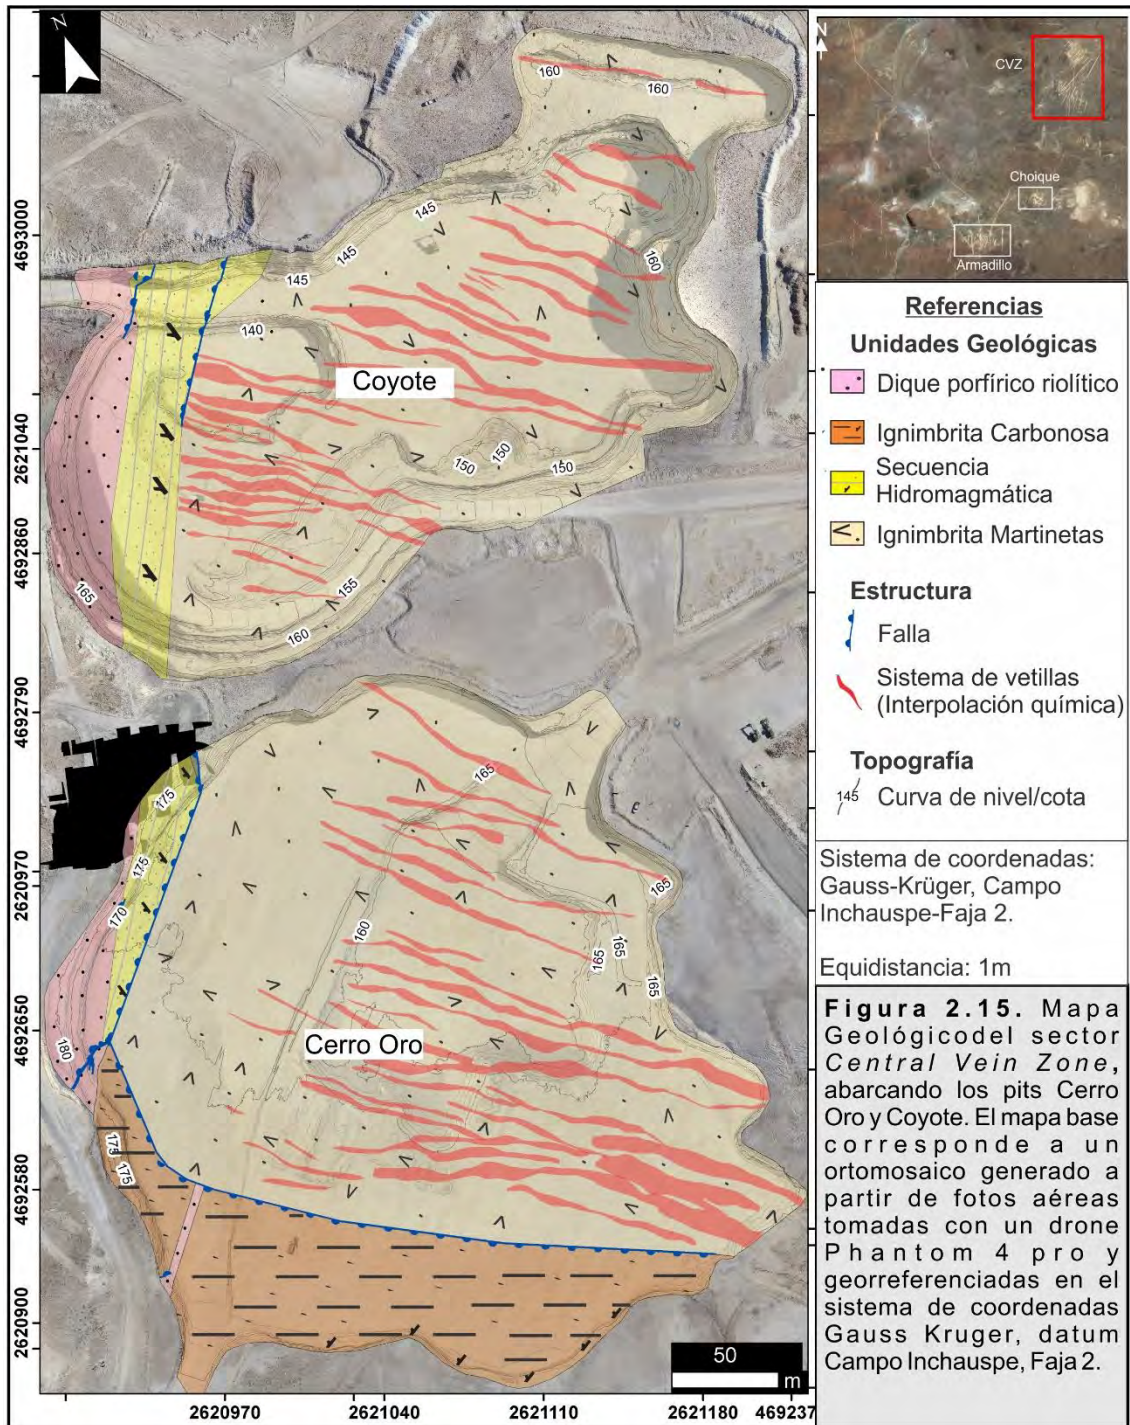 N
160
160
145
145
145
140
160
Coyote
150
150
150
155
160
165
175
165
175
170
160
165
165
165
165
Cerro Oro
180
175
175
50
m
4693000
2621040
4692860
4692790
2620970
4692650
4692580
2620900
2620970
2621040
2621110
2621180
469237
N
CVZ
Choique
Armadillo
Referencias
Unidades Geológicas
Dique porfírico riolítico
Ignimbrita Carbonosa
Secuencia
Hidromagmática
Ignimbrita Martinetas
Estructura
Falla
Sistema de vetillas
(Interpolación química)
Topografía
145
Curva de nivel/cota
Sistema de coordenadas:
Gauss-Krüger, Campo
Inchauspe-Faja 2.
Equidistancia: 1m
Figura 2.15. Mapa
Geológicodel sector
Central Vein Zone,
abarcando los pits Cerro
Oro y Coyote. El mapa base
corresponde a un
ortomosaico generado a
partir de fotos aéreas
tomadas con un drone
Phantom 4 pro y
georreferenciadas en el
sistema de coordenadas
Gauss Kruger, datum
Campo Inchauspe, Faja 2.